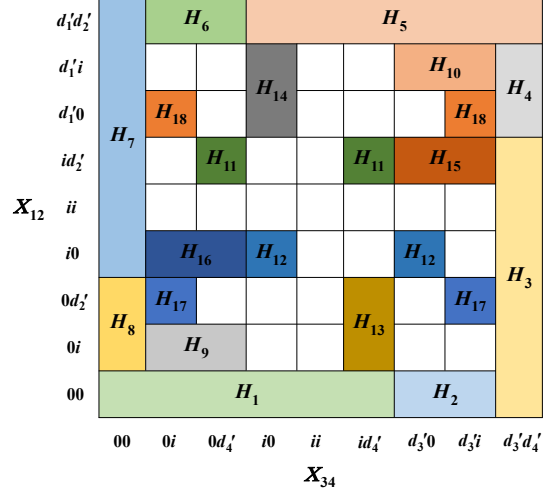 d₁′d₂′ H₆ H₅
d₁′i H₇ H₁₄ H₁₀ H₄
d₁′0 H₁₈ H₁₈
id₂′ H₁₁ H₁₁ H₁₅
X₁₂ ii
i0 H₁₆ H₁₂ H₁₂ H₃
0d₂′ H₈ H₁₇ H₁₃ H₁₇
0i H₉
00 H₁ H₂
00 0i 0d₄′ i0 ii id₄′ d₃′0 d₃′i d₃′d₄′
X₃₄